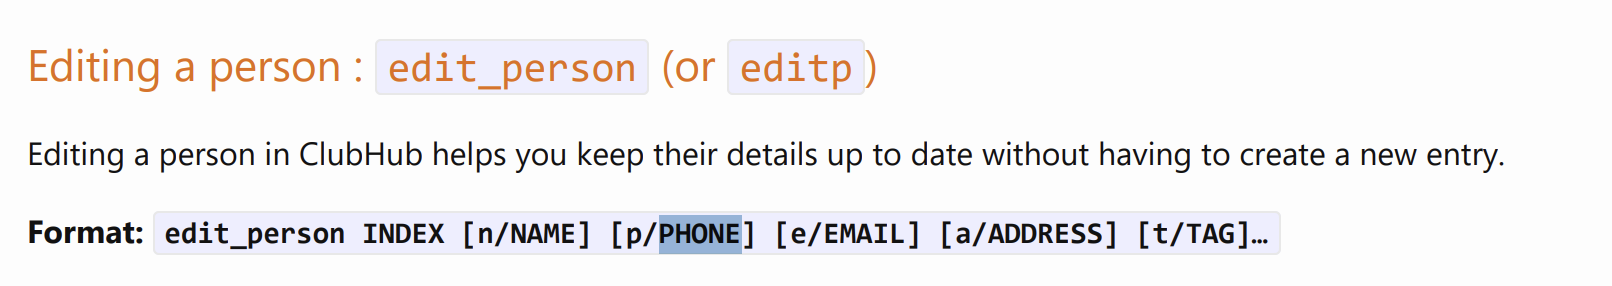 Editing a person : edit_person (or editp)
Editing a person in ClubHub helps you keep their details up to date without having to create a new entry.
Format: edit_person INDEX [n/NAME] [p/PHONE] [e/EMAIL] [a/ADDRESS] [t/TAG]…